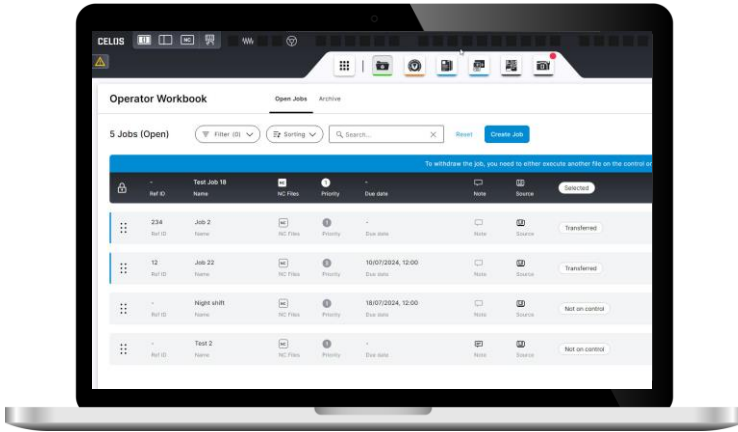 CELOS NC
Operator Workbook Open Jobs Archive
5 Jobs (Open) Filter (0) Sorting Search... Reset Create Job
To withdraw the job, you need to either execute another file on the control or
- Test Job 18 - Selected
Ref ID Name NC Files Priority Due date Note Source
234 Job 2 NC - Transferred
Ref ID Name NC Files Priority Due date Note Source
12 Job 22 NC 10/07/2024, 12:00 Transferred
Ref ID Name NC Files Priority Due date Note Source
- Night shift NC 18/07/2024, 12:00 Not on control
Ref ID Name NC Files Priority Due date Note Source
- Test 2 NC - Not on control
Ref ID Name NC Files Priority Due date Note Source